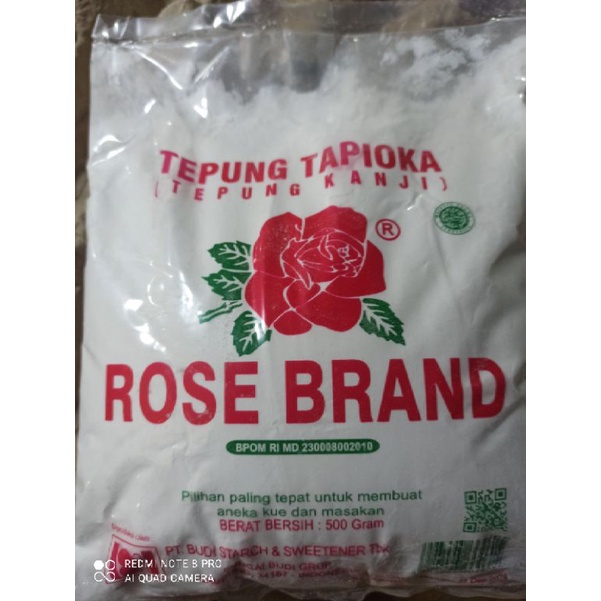 TEPUNG TAPIOKA
(TEPUNG KANJI)
®
ROSE BRAND
BPOM RI MD 230008002010
Pilihan paling tepat untuk membuat
aneka kue dan masakan
BERAT BERSIH : 500 Gram
PT. BUDI STARCH & SWEETENER Tbk
REDMI NOTE 8 PRO
AI QUAD CAMERA